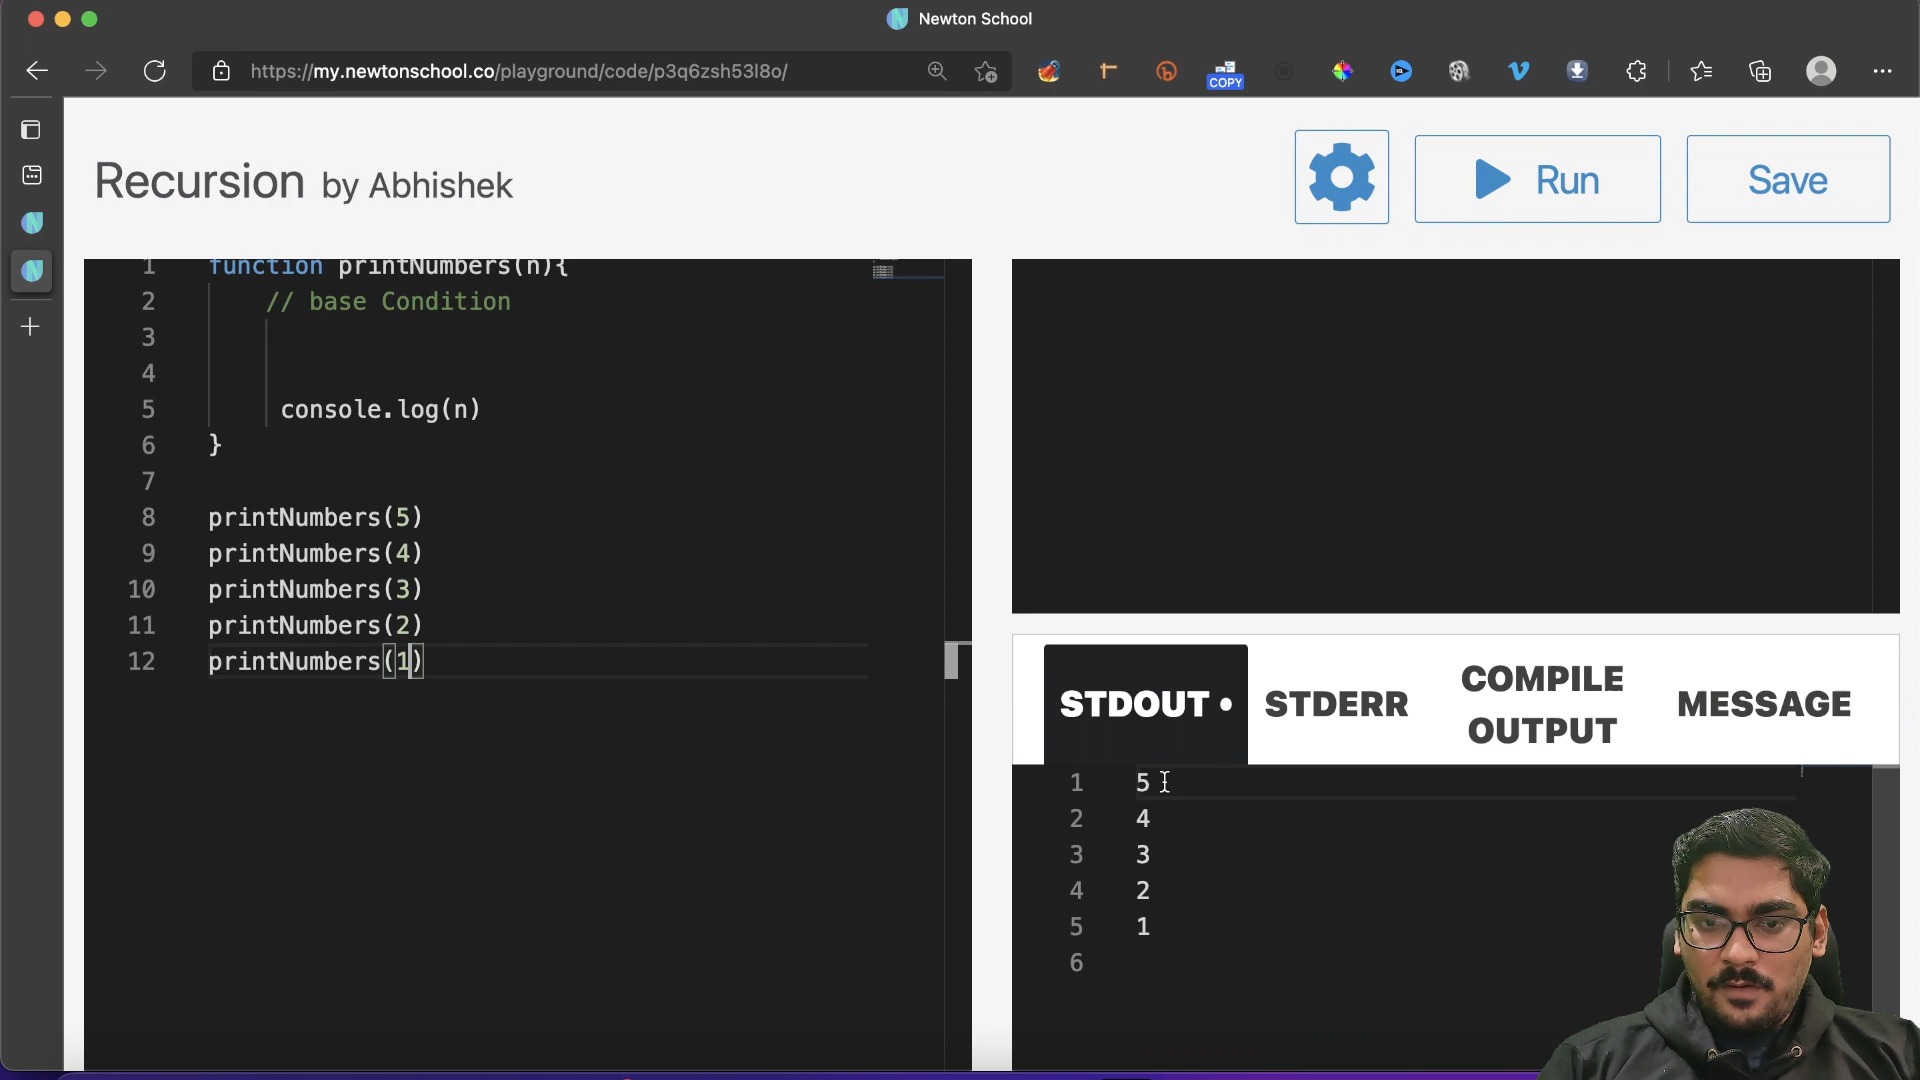 Newton School
https://my.newtonschool.co/playground/code/p3q6zsh53l8o/
COPY
Recursion by Abhishek
Run
Save
1 function printNumbers(n){
2 // base Condition
3
4
5 console.log(n)
6 }
7
8 printNumbers(5)
9 printNumbers(4)
10 printNumbers(3)
11 printNumbers(2)
12 printNumbers(1)
STDOUT •
STDERR
COMPILE
OUTPUT
MESSAGE
1 5
2 4
3 3
4 2
5 1
6